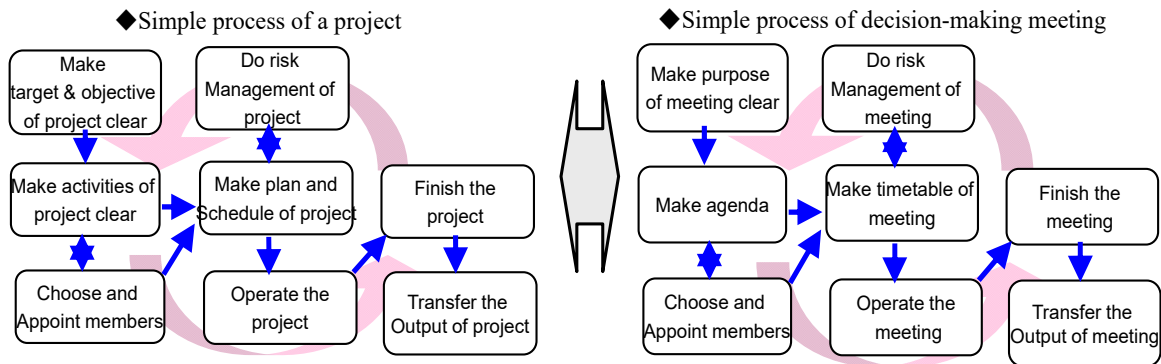 ◆Simple process of a project
Make
target & objective
of project clear
Do risk
Management of
project
Make activities of
project clear
Make plan and
Schedule of project
Finish the
project
Choose and
Appoint members
Operate the
project
Transfer the
Output of project
◆Simple process of decision-making meeting
Make purpose
of meeting clear
Do risk
Management of
meeting
Make agenda
Make timetable of
meeting
Finish the
meeting
Choose and
Appoint members
Operate the
meeting
Transfer the
Output of meeting